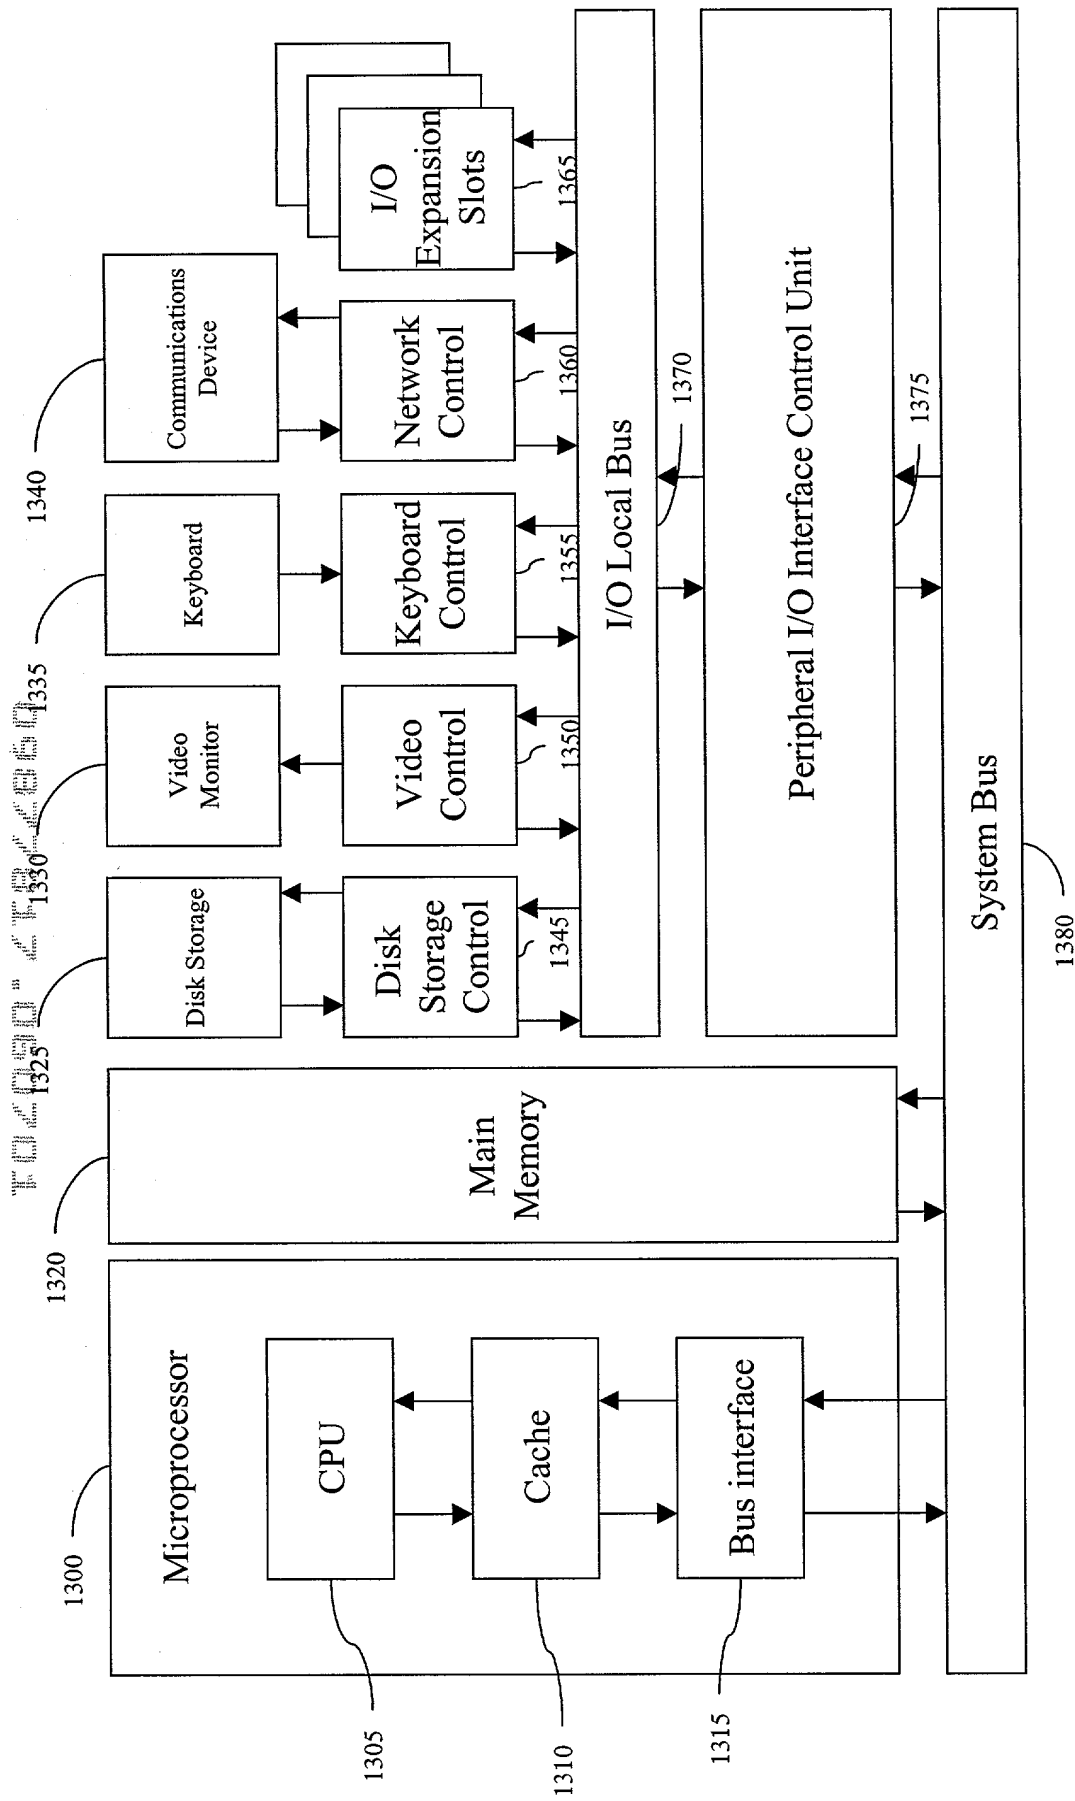 1300
Microprocessor
CPU
1305
Cache
1310
Bus interface
1315
1320
Main
Memory
1325
Disk Storage
Disk
Storage
Control
1345
1330
Video
Monitor
Video
Control
1350
1335
Keyboard
Keyboard
Control
1355
1340
Communications
Device
Network
Control
1360
I/O
Expansion
Slots
1365
I/O Local Bus
1370
Peripheral I/O Interface Control Unit
1375
System Bus
1380